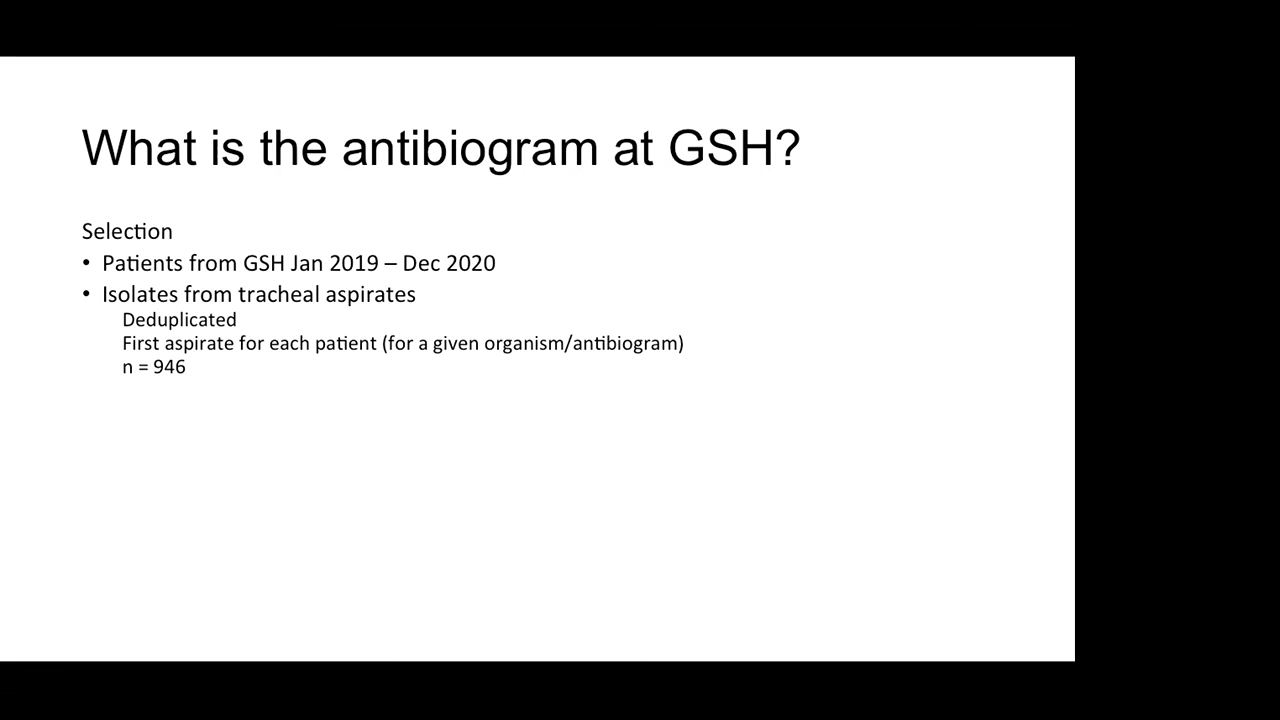 What is the antibiogram at GSH?
Selection
• Patients from GSH Jan 2019 – Dec 2020
• Isolates from tracheal aspirates
Deduplicated
First aspirate for each patient (for a given organism/antibiogram)
n = 946